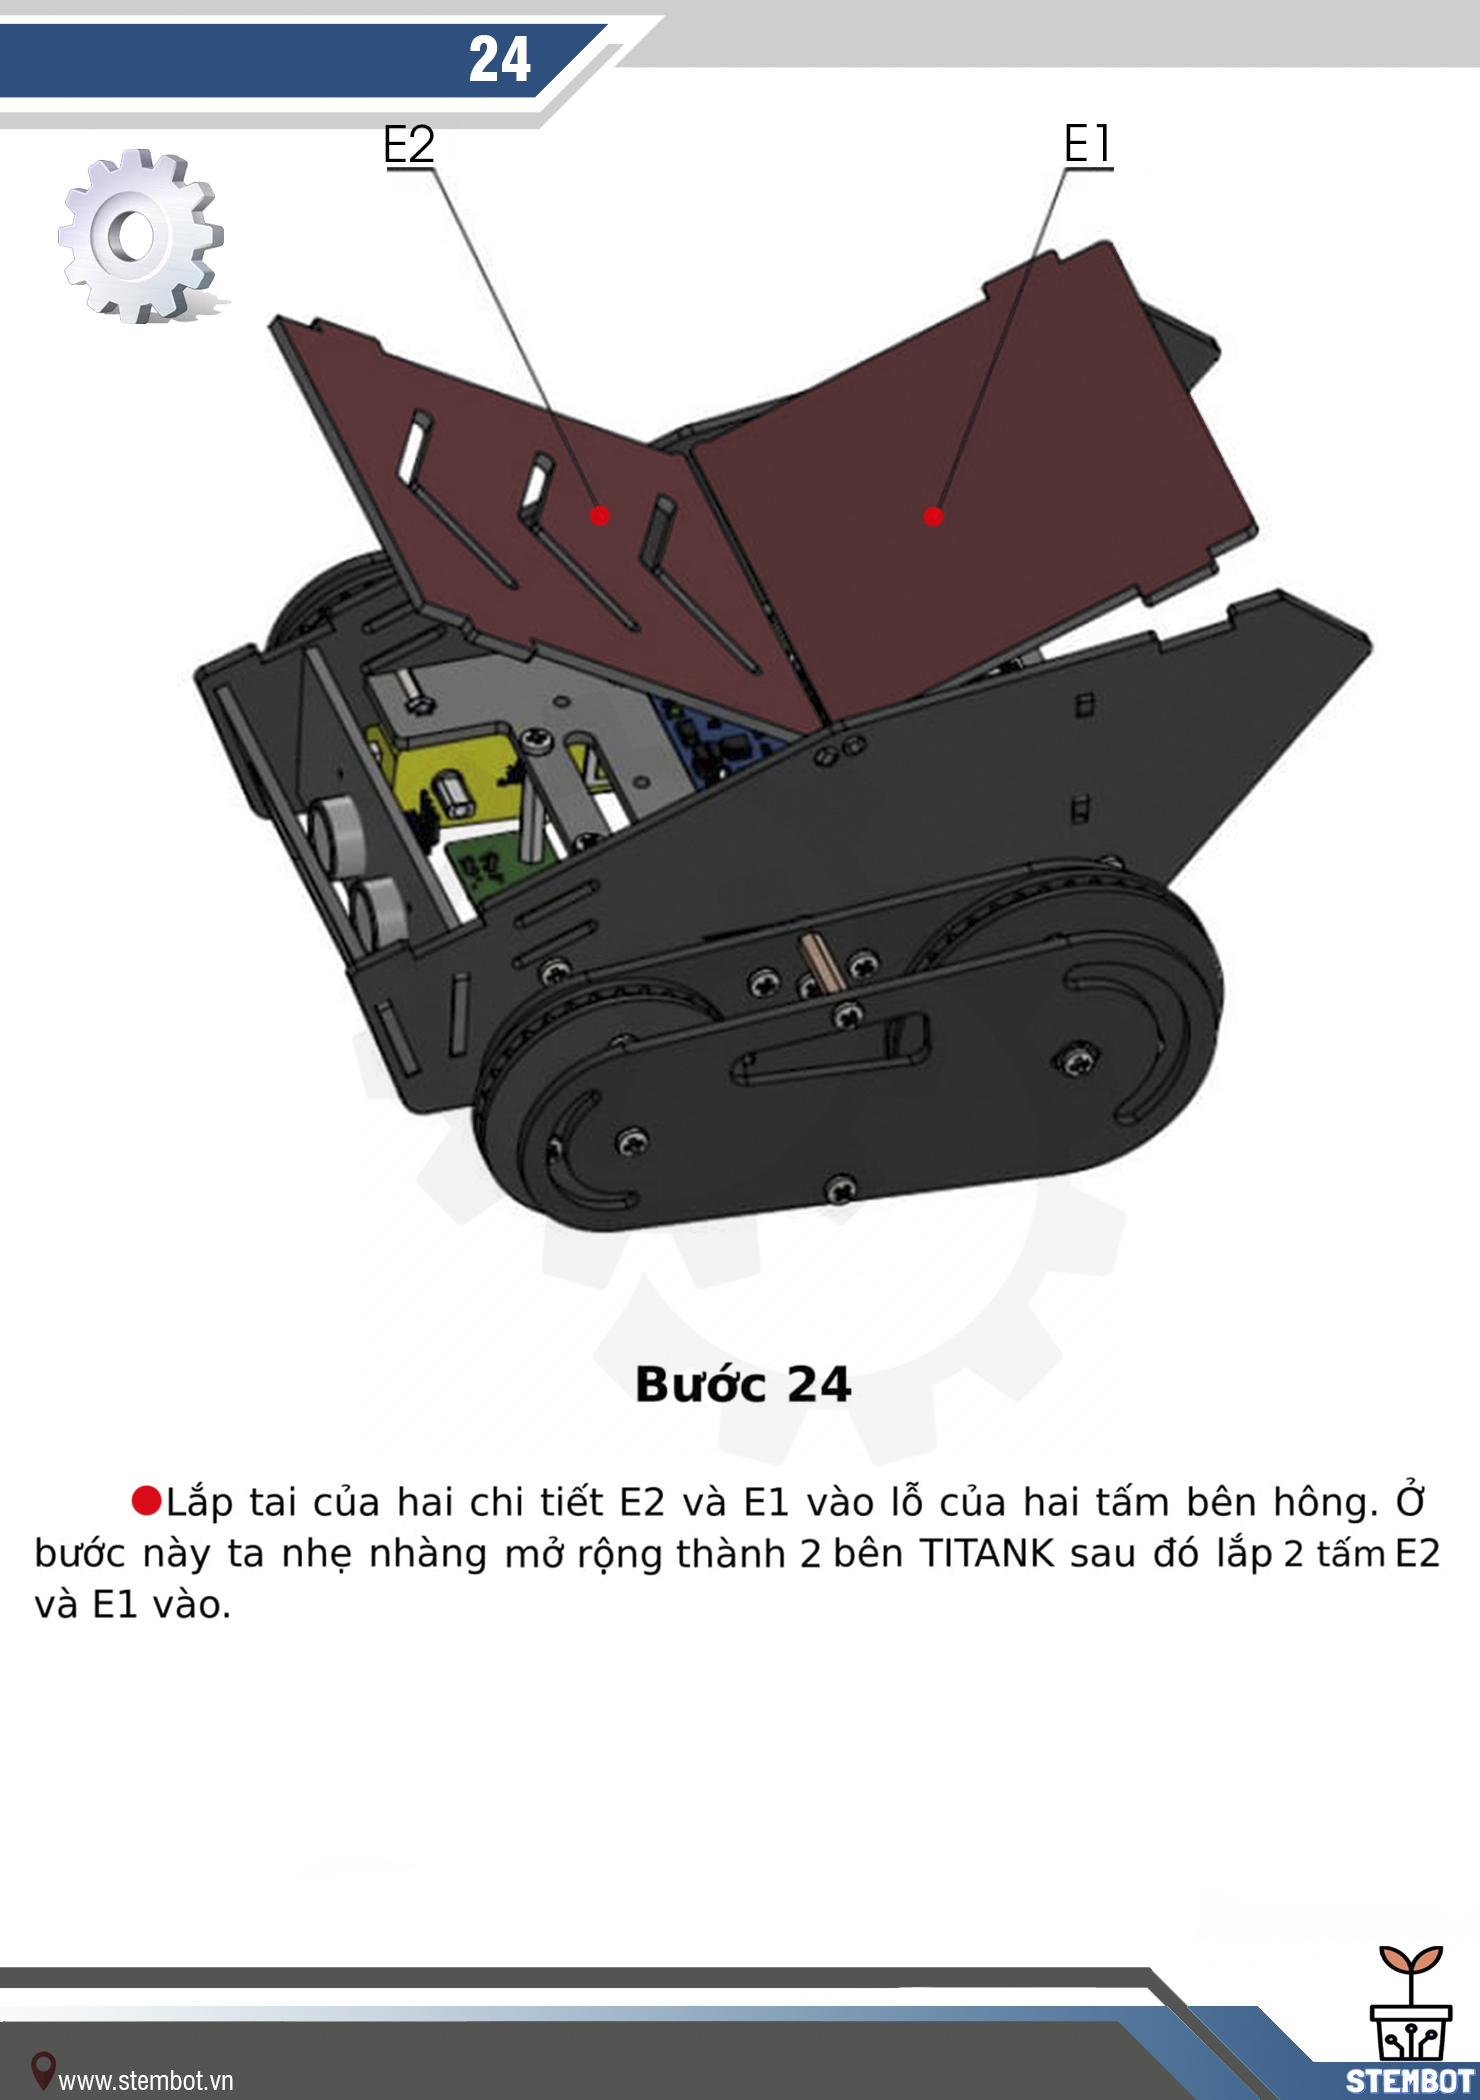 24
E2
E1
Bước 24
Lắp tai của hai chi tiết E2 và E1 vào lỗ của hai tấm bên hông. Ở
bước này ta nhẹ nhàng mở rộng thành 2 bên TITANK sau đó lắp 2 tấm E2
và E1 vào.
www.stembot.vn
STEMBOT